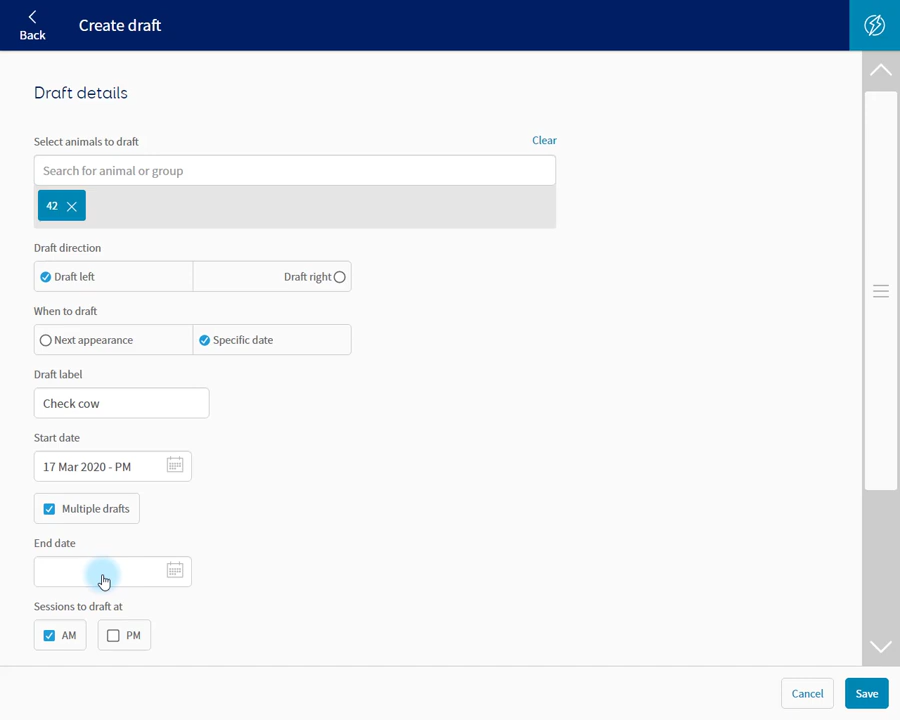 Back
Create draft
Draft details
Select animals to draft
Clear
Search for animal or group
42
Draft direction
Draft left
Draft right
When to draft
Next appearance
Specific date
Draft label
Check cow
Start date
17 Mar 2020 - PM
Multiple drafts
End date
Sessions to draft at
AM
PM
Cancel
Save